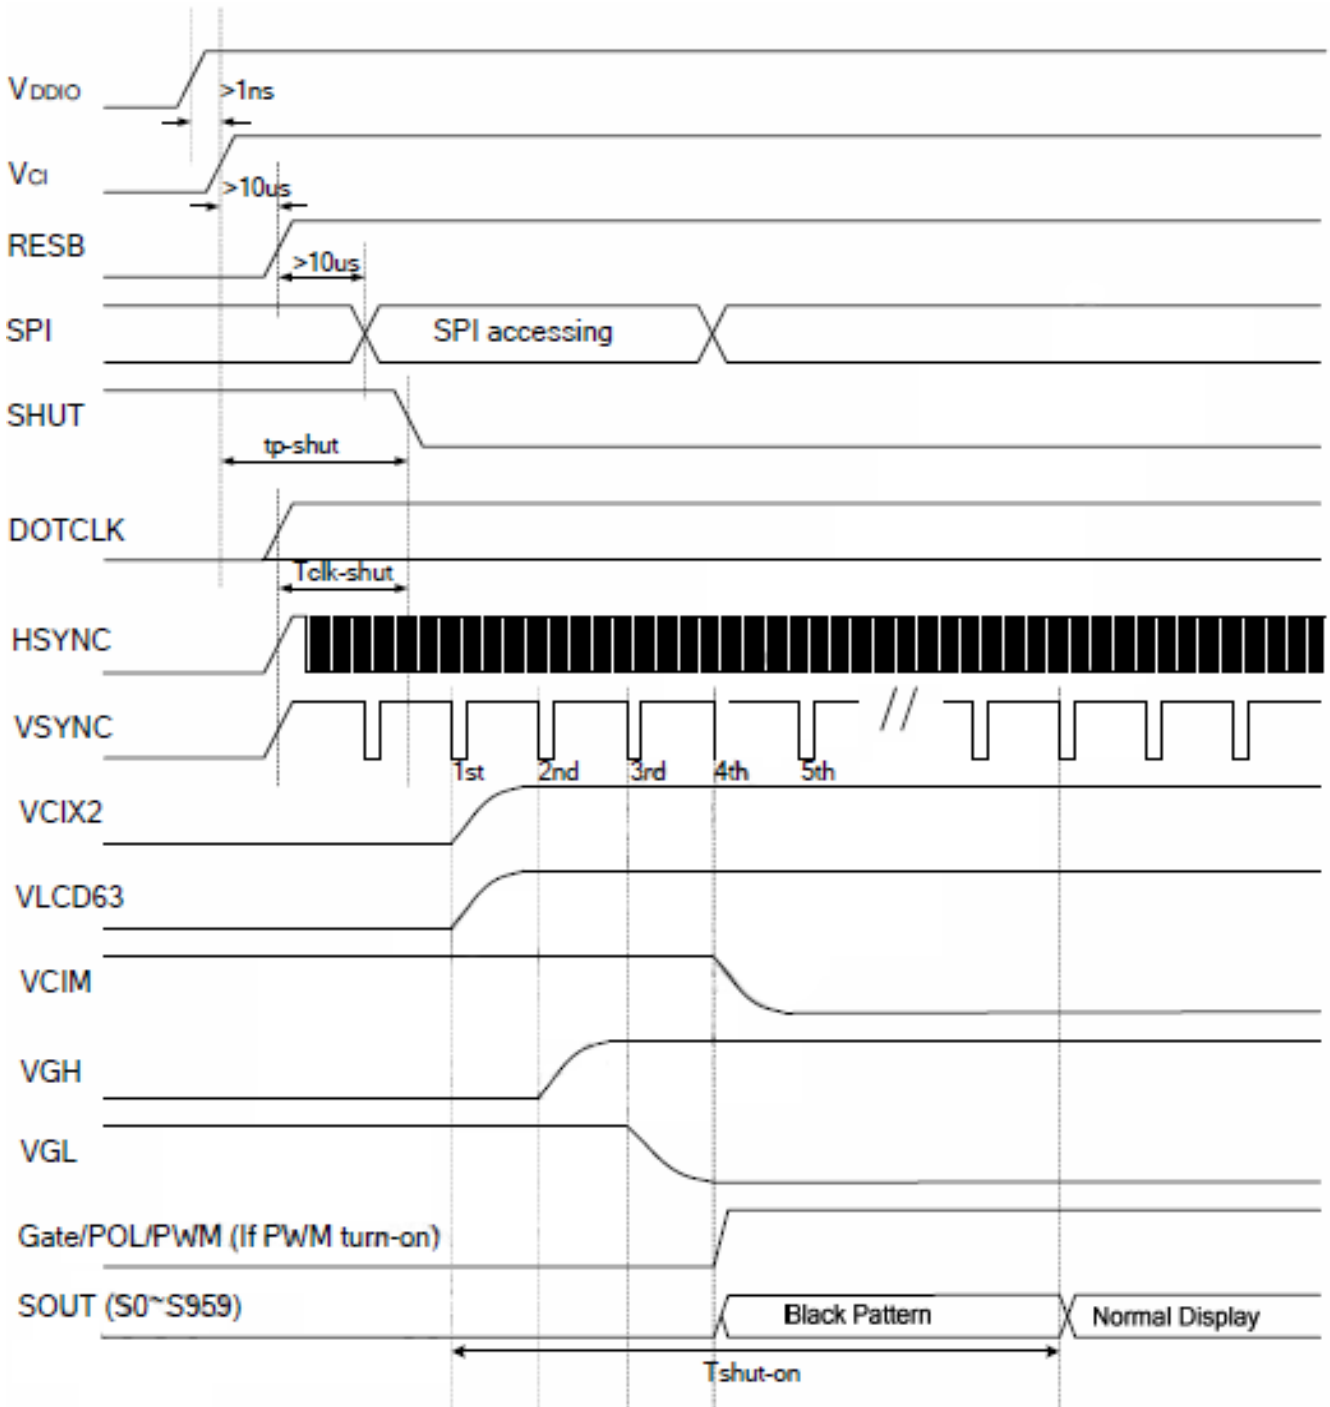 VDDIO
>1ns
VCI
>10us
RESB
>10us
SPI
SPI accessing
SHUT
tp-shut
DOTCLK
Tclk-shut
HSYNC
VSYNC
//
1st 2nd 3rd 4th 5th
VCIX2
VLCD63
VCIM
VGH
VGL
Gate/POL/PWM (If PWM turn-on)
SOUT (S0~S959)
Black Pattern
Normal Display
Tshut-on